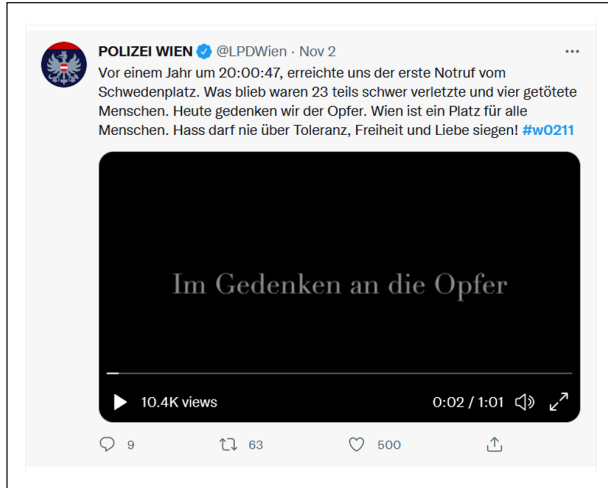 POLIZEI WIEN @LPDWien · Nov 2
Vor einem Jahr um 20:00:47, erreichte uns der erste Notruf vom
Schwedenplatz. Was blieb waren 23 teils schwer verletzte und vier getötete
Menschen. Heute gedenken wir der Opfer. Wien ist ein Platz für alle
Menschen. Hass darf nie über Toleranz, Freiheit und Liebe siegen! #w0211
Im Gedenken an die Opfer
10.4K views 0:02 / 1:01
9 63 500